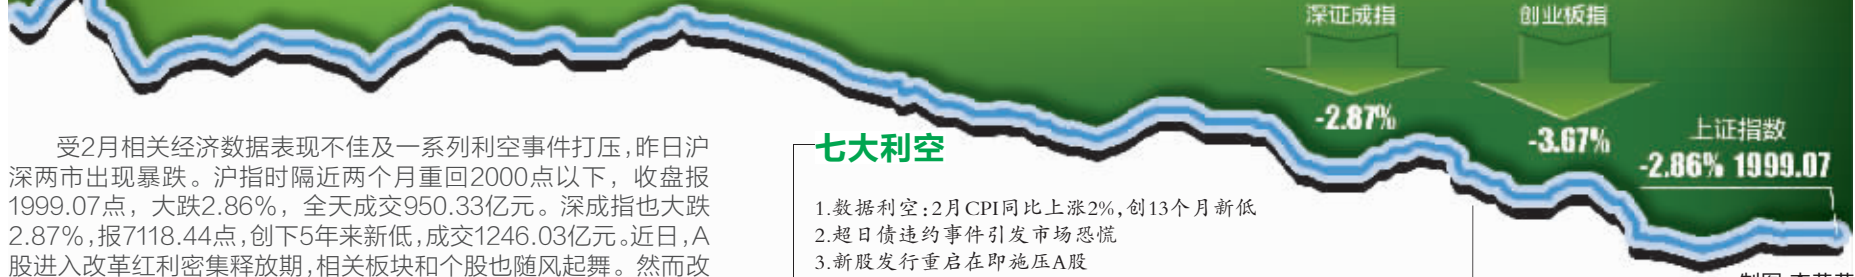 深证成指
-2.87%
创业板指
-3.67%
上证指数
-2.86% 1999.07
受2月相关经济数据表现不佳及一系列利空事件打压,昨日沪
深两市出现暴跌。沪指时隔近两个月重回2000点以下，收盘报
1999.07点，大跌2.86%，全天成交950.33亿元。深成指也大跌
2.87%,报7118.44点,创下5年来新低,成交1246.03亿元。近日,A
股进入改革红利密集释放期,相关板块和个股也随风起舞。然而改
七大利空
1.数据利空:2月CPI同比上涨2%,创13个月新低
2.超日债违约事件引发市场恐慌
3.新股发行重启在即施压A股